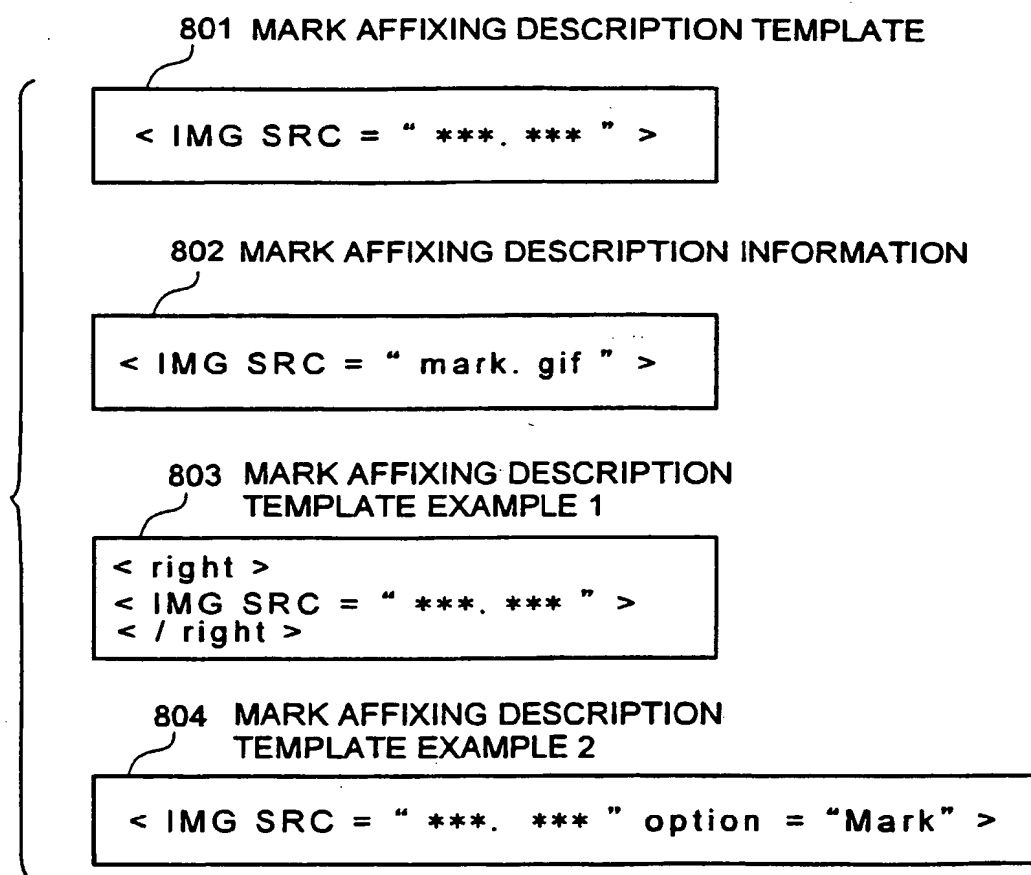 801 MARK AFFIXING DESCRIPTION TEMPLATE
< IMG SRC = “ ***. *** ” >
802 MARK AFFIXING DESCRIPTION INFORMATION
< IMG SRC = “ mark. gif ” >
803 MARK AFFIXING DESCRIPTION
TEMPLATE EXAMPLE 1
< right >
< IMG SRC = “ ***. *** ” >
< / right >
804 MARK AFFIXING DESCRIPTION
TEMPLATE EXAMPLE 2
< IMG SRC = “ ***. *** ” option = “Mark” >